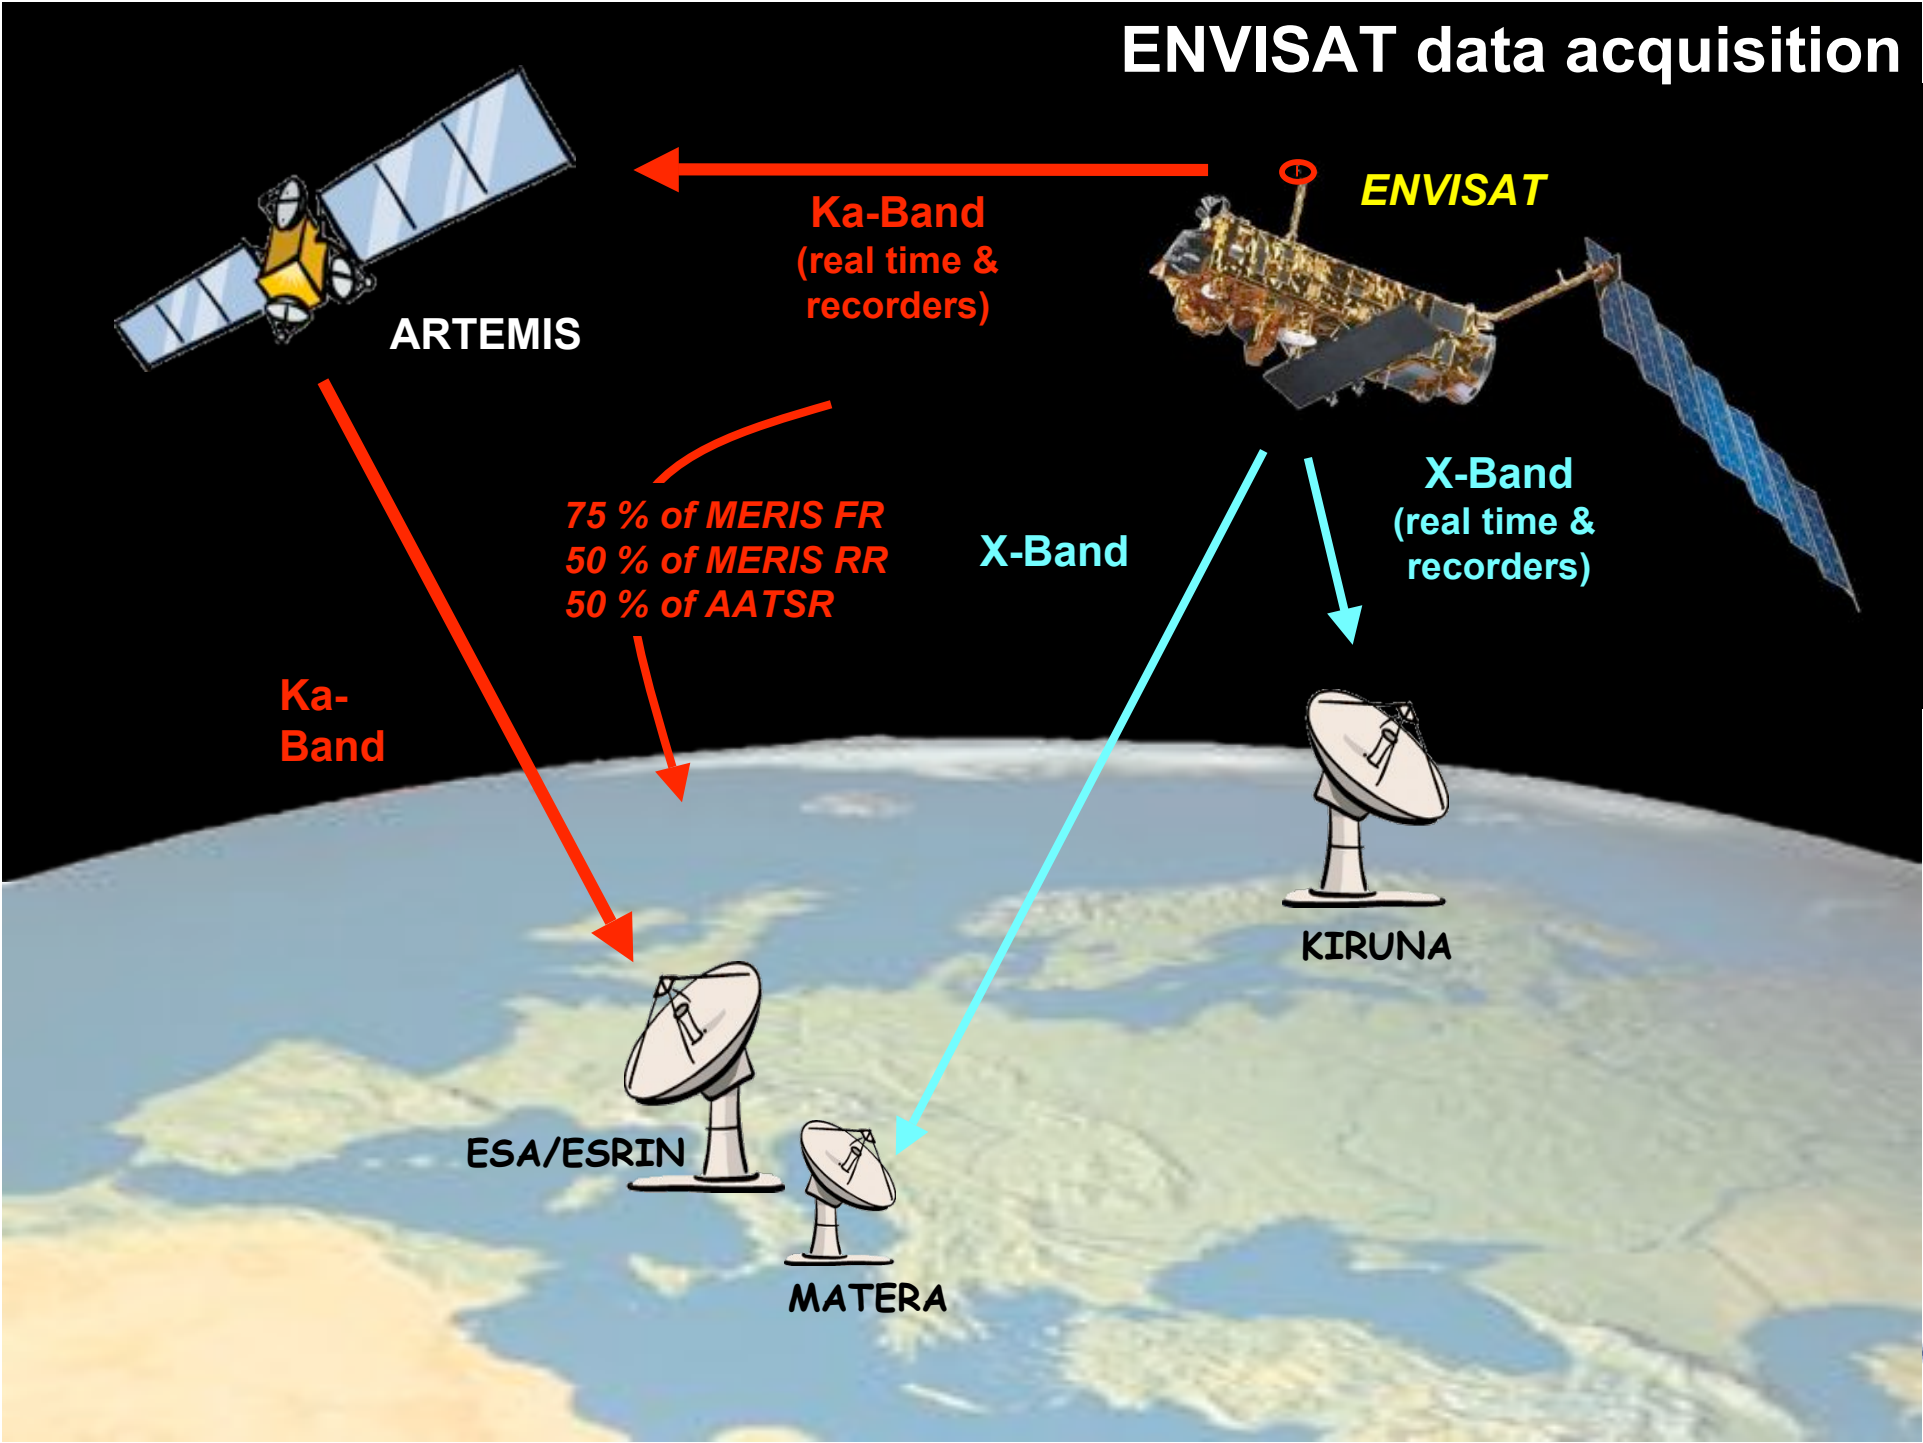 ENVISAT data acquisition
ENVISAT
Ka-Band
(real time &
recorders)
ARTEMIS
X-Band
(real time &
recorders)
75 % of MERIS FR
50 % of MERIS RR
50 % of AATSR
X-Band
Ka-
Band
KIRUNA
ESA/ESRIN
MATERA